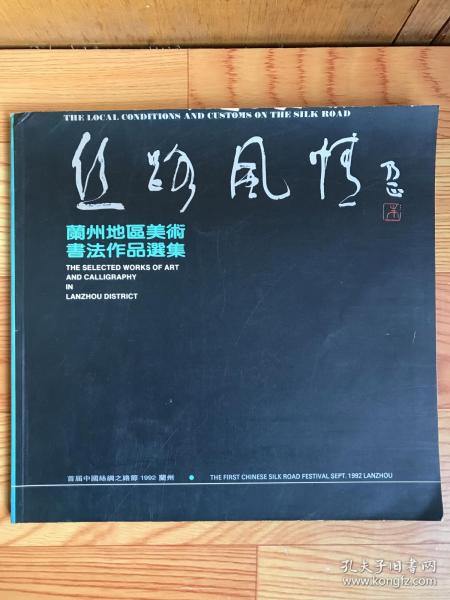 THE LOCAL CONDITIONS AND CUSTOMS ON THE SILK ROAD
丝路風情
蘭州地區美術
書法作品選集
THE SELECTED WORKS OF ART
AND CALLIGRAPHY
IN
LANZHOU DISTRICT
首届中國絲綢之路節 1992 蘭州 • THE FIRST CHINESE SILK ROAD FESTIVAL SEPT. 1992 LANZHOU
孔夫子旧书网
www.kongfz.com